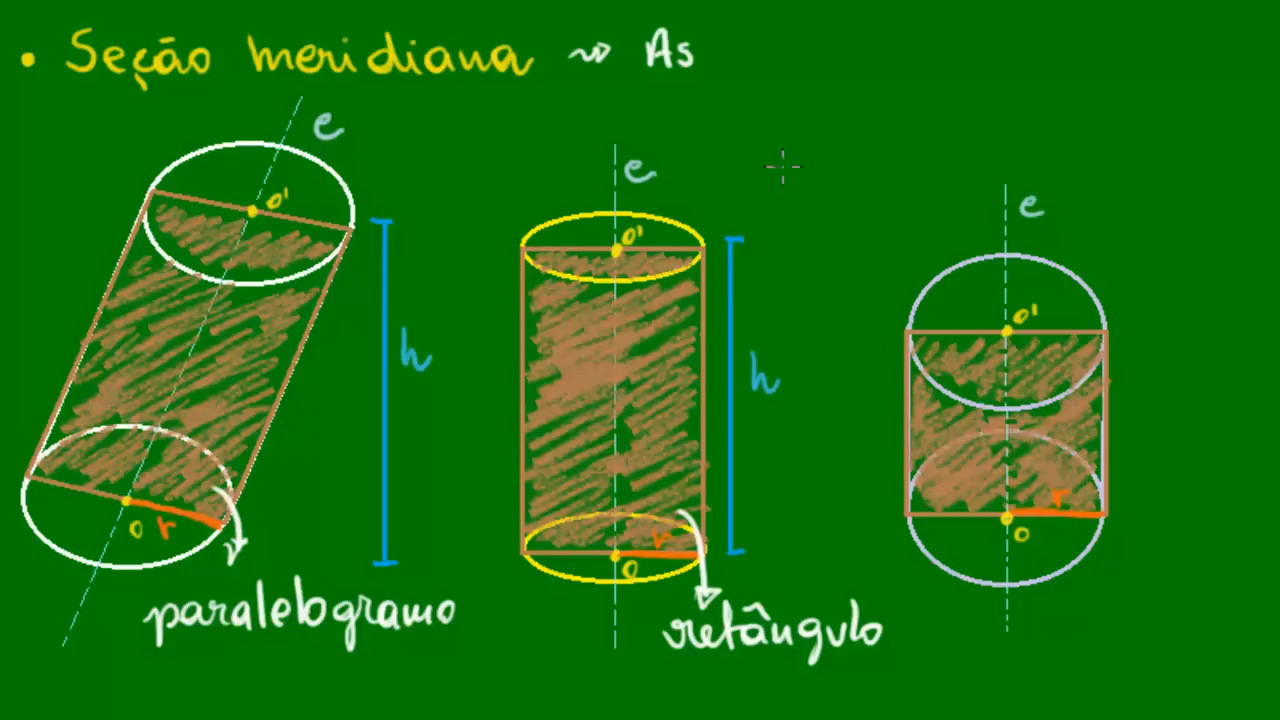 • Seção meridiana ~> As
e
o'
h
o r
paralelogramo
e
o'
h
r
o
retângulo
e
o'
r
o